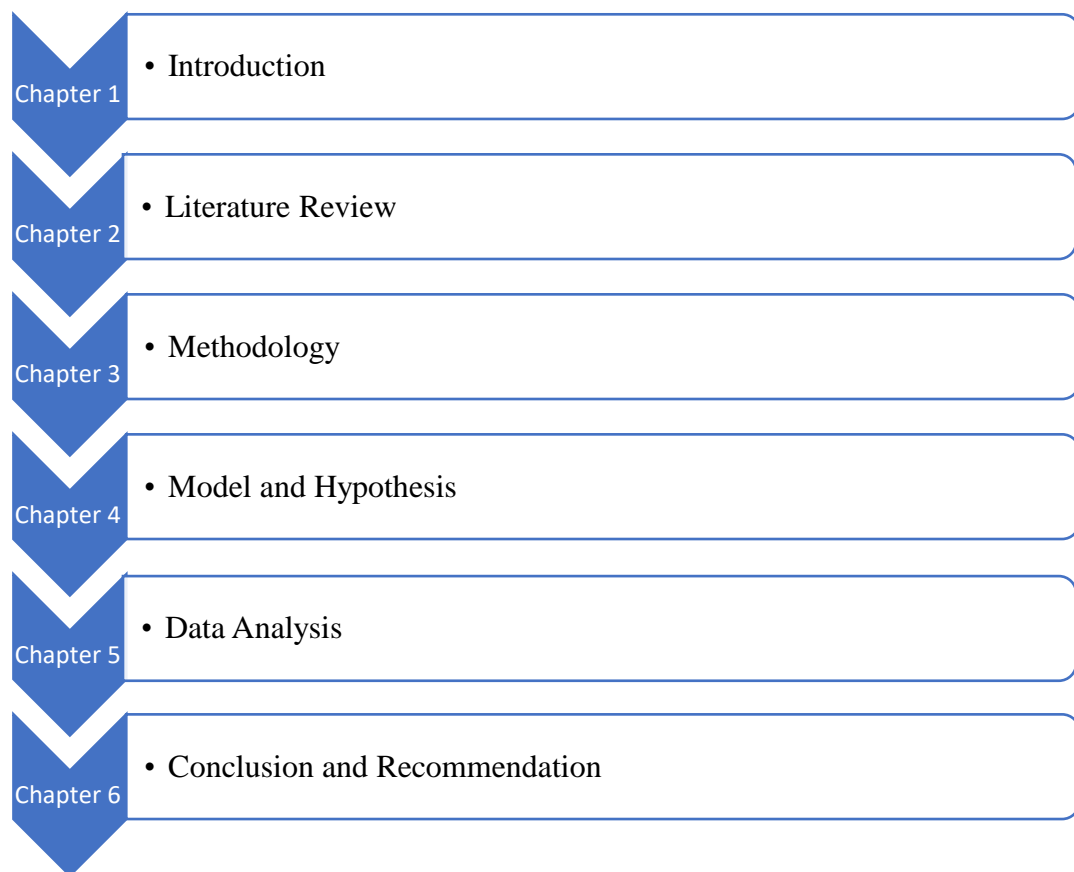 Chapter 1
• Introduction
Chapter 2
• Literature Review
Chapter 3
• Methodology
Chapter 4
• Model and Hypothesis
Chapter 5
• Data Analysis
Chapter 6
• Conclusion and Recommendation